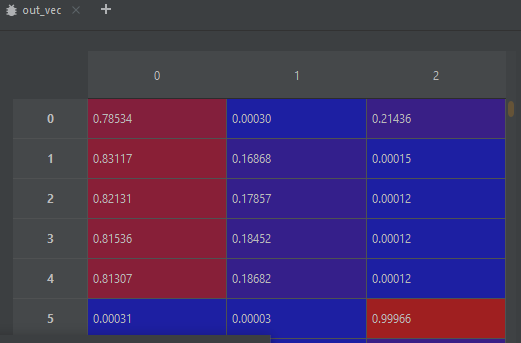 out_vec × +
0 1 2
0 0.78534 0.00030 0.21436
1 0.83117 0.16868 0.00015
2 0.82131 0.17857 0.00012
3 0.81536 0.18452 0.00012
4 0.81307 0.18682 0.00012
5 0.00031 0.00003 0.99966